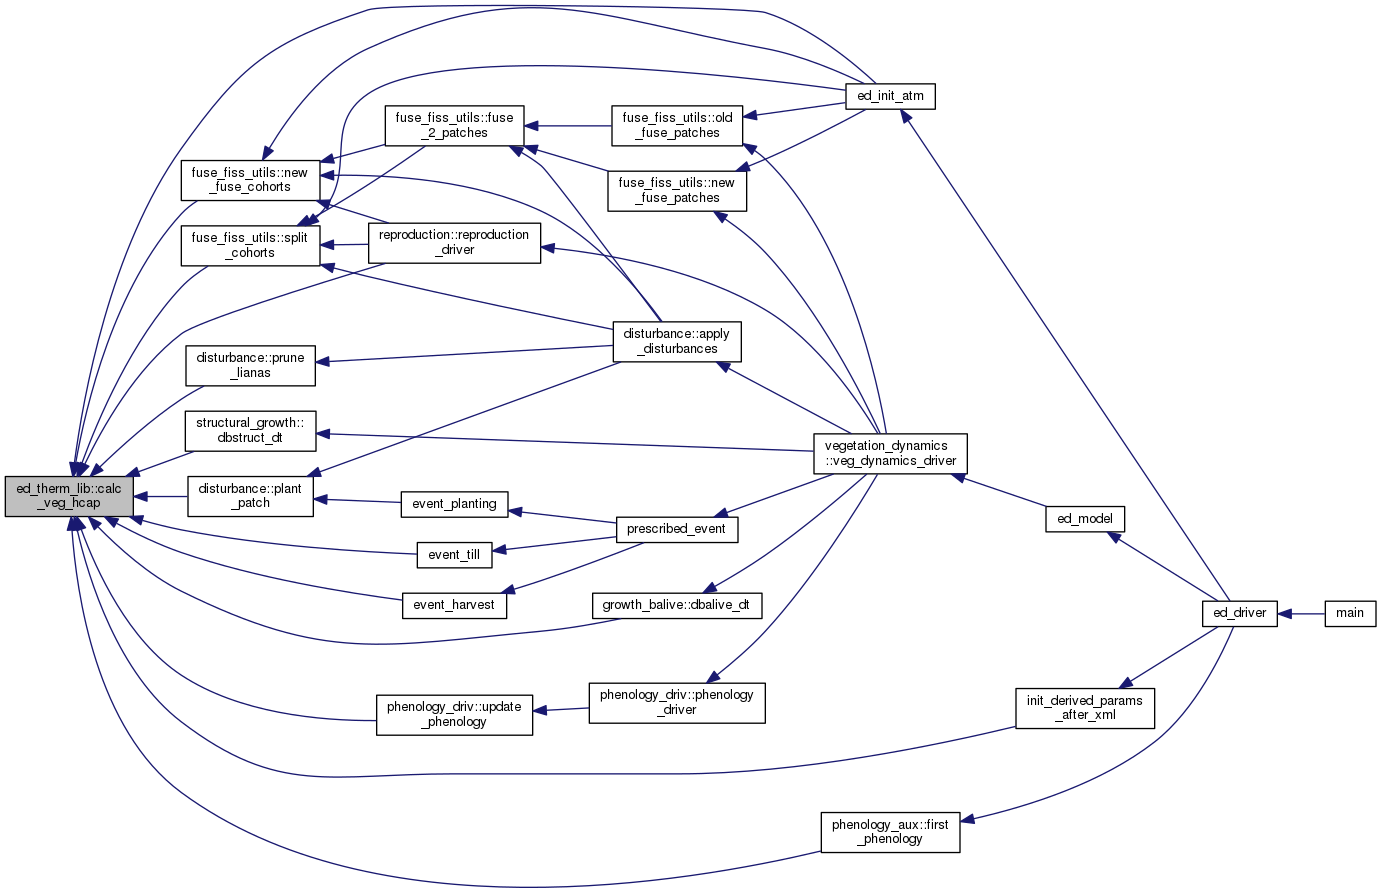 ed_init_atm
fuse_fiss_utils::fuse
_2_patches
fuse_fiss_utils::old
_fuse_patches
fuse_fiss_utils::new
_fuse_cohorts
fuse_fiss_utils::new
_fuse_patches
fuse_fiss_utils::split
_cohorts
reproduction::reproduction
_driver
disturbance::apply
_disturbances
disturbance::prune
_lianas
structural_growth::
dbstruct_dt
vegetation_dynamics
::veg_dynamics_driver
ed_therm_lib::calc
_veg_hcap
disturbance::plant
_patch
event_planting
prescribed_event
ed_model
event_till
event_harvest
growth_balive::dbalive_dt
ed_driver
main
phenology_driv::update
_phenology
phenology_driv::phenology
_driver
init_derived_params
_after_xml
phenology_aux::first
_phenology